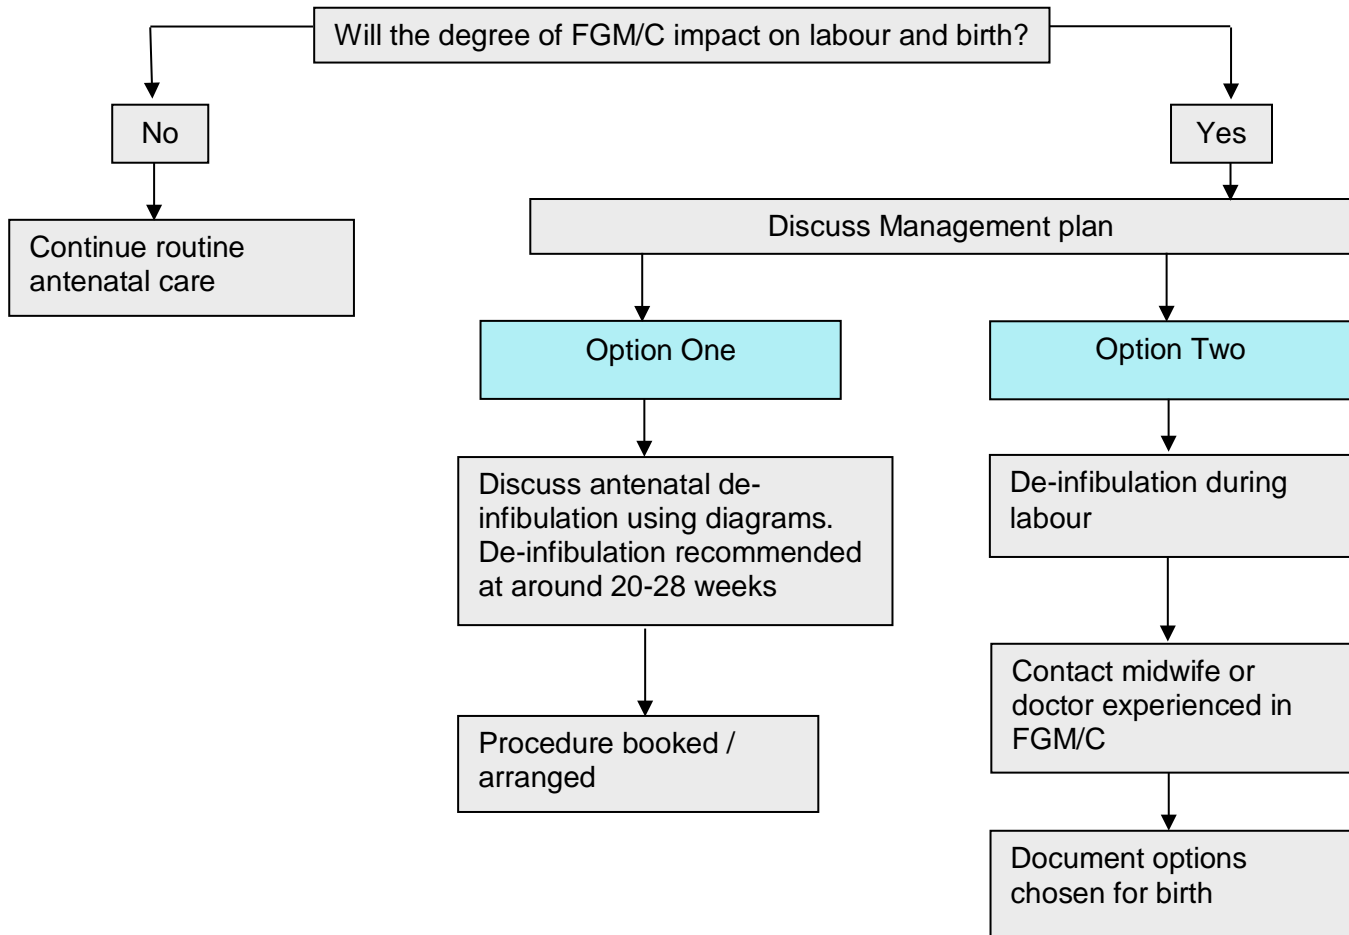 Will the degree of FGM/C impact on labour and birth?
No
Yes
Continue routine
antenatal care
Discuss Management plan
Option One
Option Two
Discuss antenatal de-
infibulation using diagrams.
De-infibulation recommended
at around 20-28 weeks
De-infibulation during
labour
Procedure booked /
arranged
Contact midwife or
doctor experienced in
FGM/C
Document options
chosen for birth